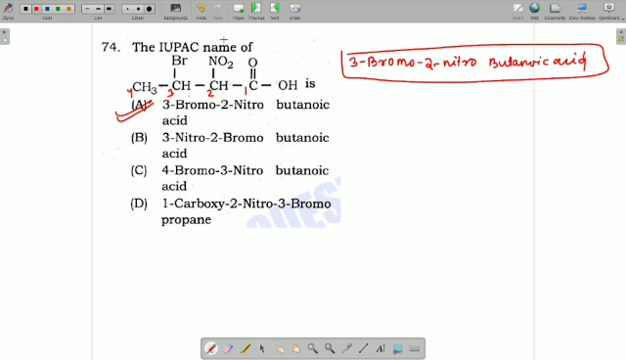 74. The IUPAC name of
Br NO2 O
4CH3 – CH – CH – C – OH is
3 2 1
(A) 3-Bromo-2-Nitro butanoic
acid
(B) 3-Nitro-2-Bromo butanoic
acid
(C) 4-Bromo-3-Nitro butanoic
acid
(D) 1-Carboxy-2-Nitro-3-Bromo
propane
3-Bromo-2-nitro Butanoic acid